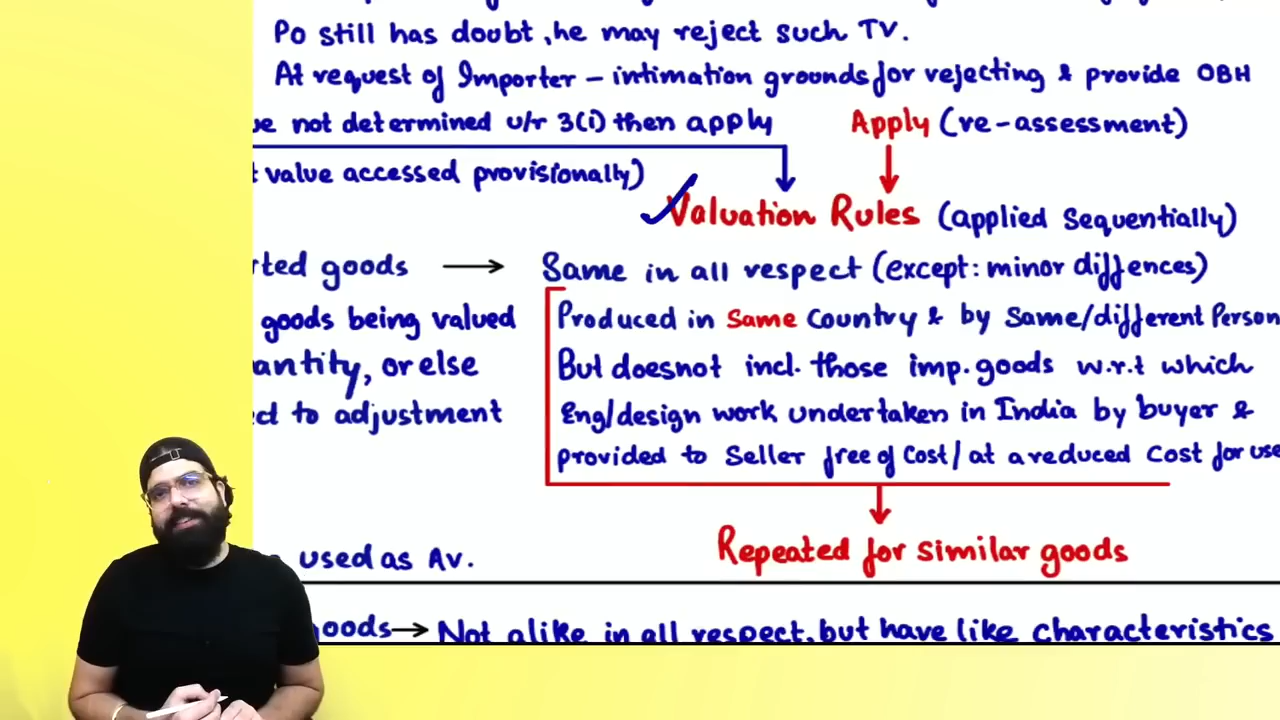 Po still has doubt, he may reject such TV.
At request of Importer - intimation grounds for rejecting & provide OBH
not determined u/r 3(i) then apply
Apply (re-assessment)
value accessed provisionally)
Valuation Rules (applied Sequentially)
goods → Same in all respect (except: minor diffences)
goods being valued
Produced in Same Country & by Same/different Person
or else
But doesnot incl. those imp. goods w.r.t which
to adjustment
Eng/design work undertaken in India by buyer &
provided to Seller free of Cost/at a reduced Cost for use
Repeated for similar goods
used as Av.
→ Not alike in all respect, but have like characteristics